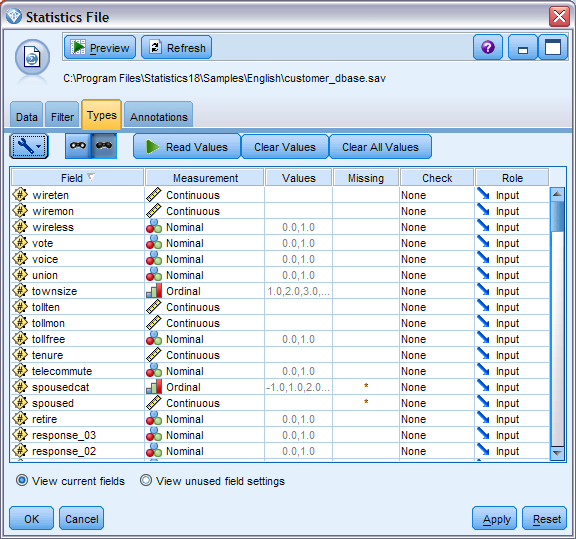 Statistics File
Preview Refresh ?
C:\Program Files\Statistics18\Samples\English\customer_dbase.sav
Data Filter Types Annotations
Read Values Clear Values Clear All Values
Field Measurement Values Missing Check Role
wireten Continuous None Input
wiremon Continuous None Input
wireless Nominal 0.0,1.0 None Input
vote Nominal 0.0,1.0 None Input
voice Nominal 0.0,1.0 None Input
union Nominal 0.0,1.0 None Input
townsize Ordinal 1.0,2.0,3.0,... None Input
tollten Continuous None Input
tollmon Continuous None Input
tollfree Nominal 0.0,1.0 None Input
tenure Continuous None Input
telecommute Nominal 0.0,1.0 None Input
spousedcat Ordinal -1.0,1.0,2.0... * None Input
spoused Continuous * None Input
retire Nominal 0.0,1.0 None Input
response_03 Nominal 0.0,1.0 None Input
response_02 Nominal 0.0,1.0 None Input
View current fields View unused field settings
OK Cancel Apply Reset